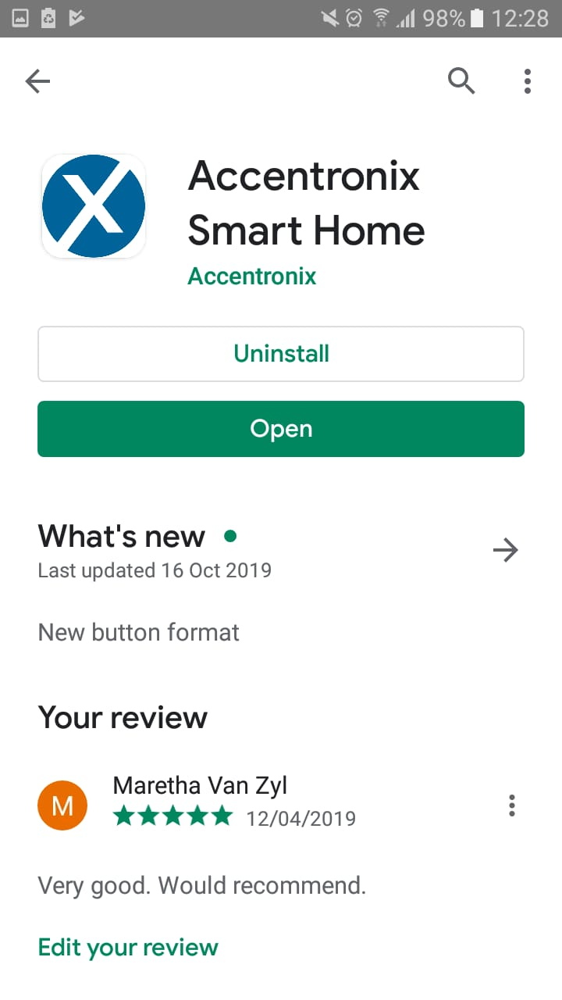 98% 12:28
Accentronix
Smart Home
Accentronix
Uninstall
Open
What's new
Last updated 16 Oct 2019
New button format
Your review
M
Maretha Van Zyl
12/04/2019
Very good. Would recommend.
Edit your review